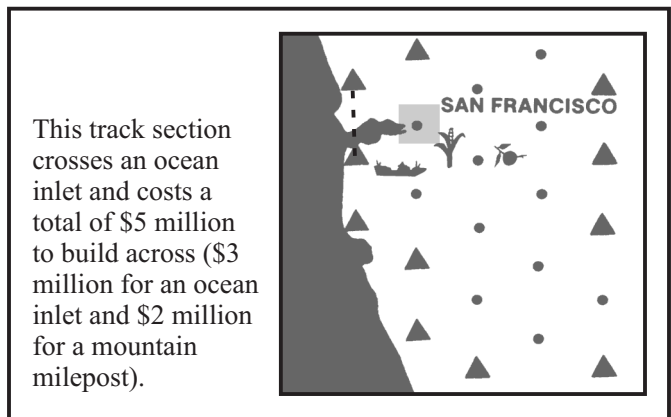 This track section
crosses an ocean
inlet and costs a
total of $5 million
to build across ($3
million for an ocean
inlet and $2 million
for a mountain
milepost).
SAN FRANCISCO